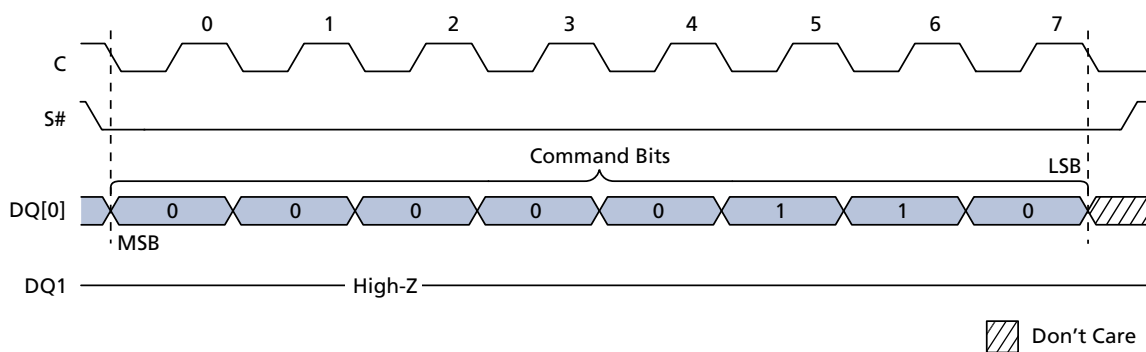 0 1 2 3 4 5 6 7
C
S#
Command Bits
LSB
DQ[0] 0 0 0 0 0 1 1 0
MSB
DQ1 High-Z
Don't Care